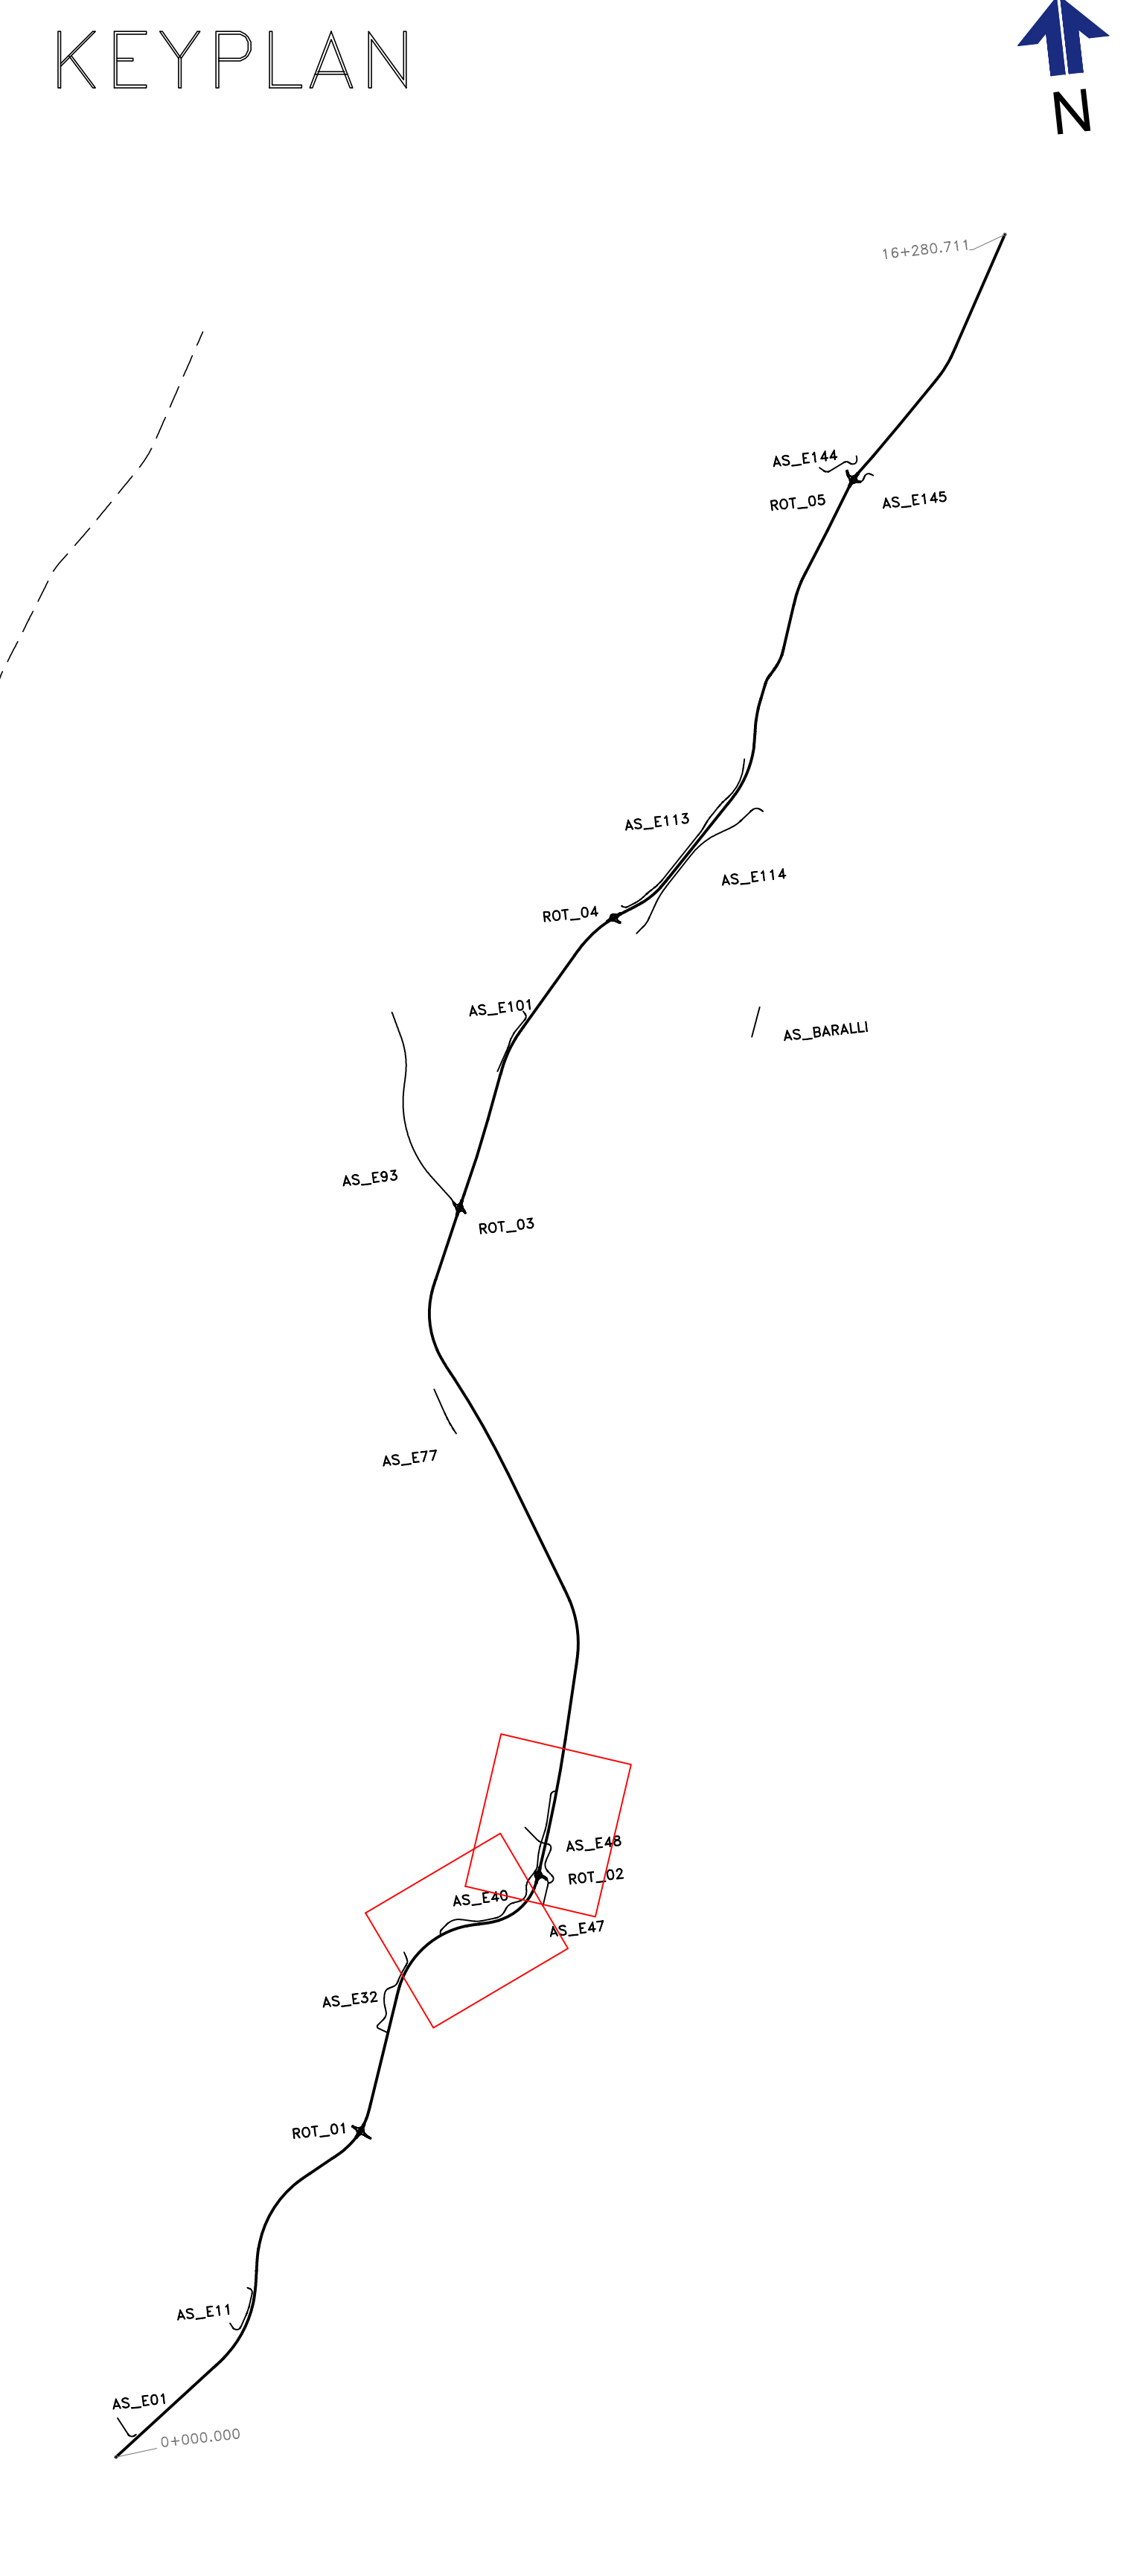 KEYPLAN
N
16+280.711
AS_E144
ROT_05
AS_E145
AS_E113
AS_E114
ROT_04
AS_E101
AS_BARALLI
AS_E93
ROT_03
AS_E77
AS_E48
ROT_02
AS_E40
AS_E47
AS_E32
ROT_01
AS_E11
AS_E01
0+000.000